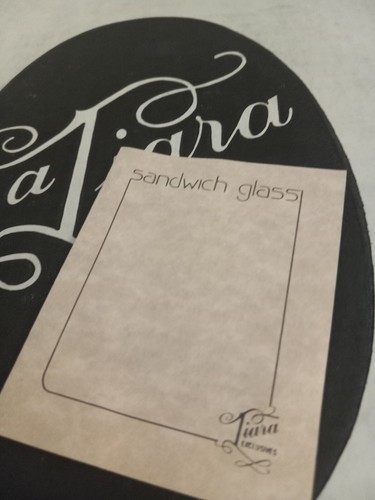 a Tiara
sandwich glass
Tiara
EXCLUSIVES